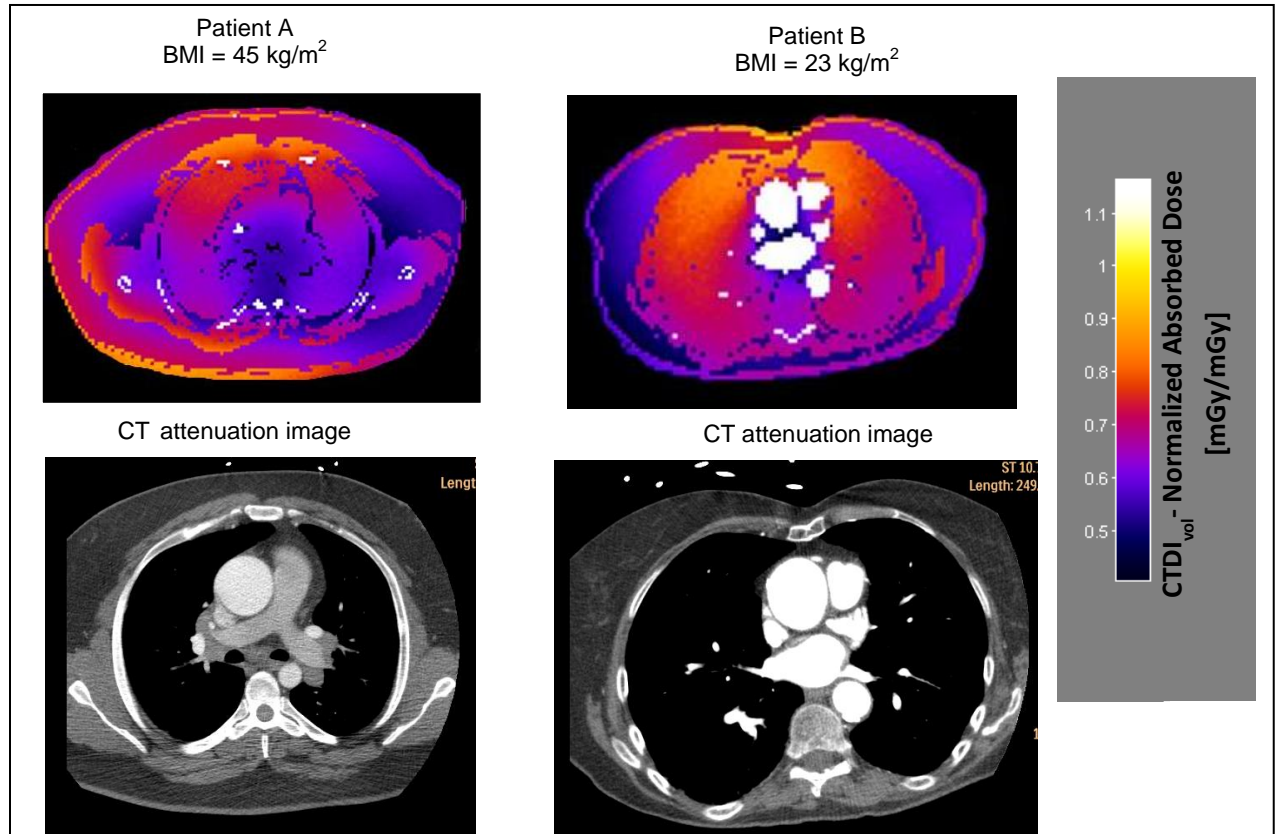 Patient A
BMI = 45 kg/m²
Patient B
BMI = 23 kg/m²
1.1
1
0.9
0.8
0.7
0.6
0.5
CTDIvol - Normalized Absorbed Dose
[mGy/mGy]
CT attenuation image
CT attenuation image
Lengt
ST 10.
Length: 249.
1